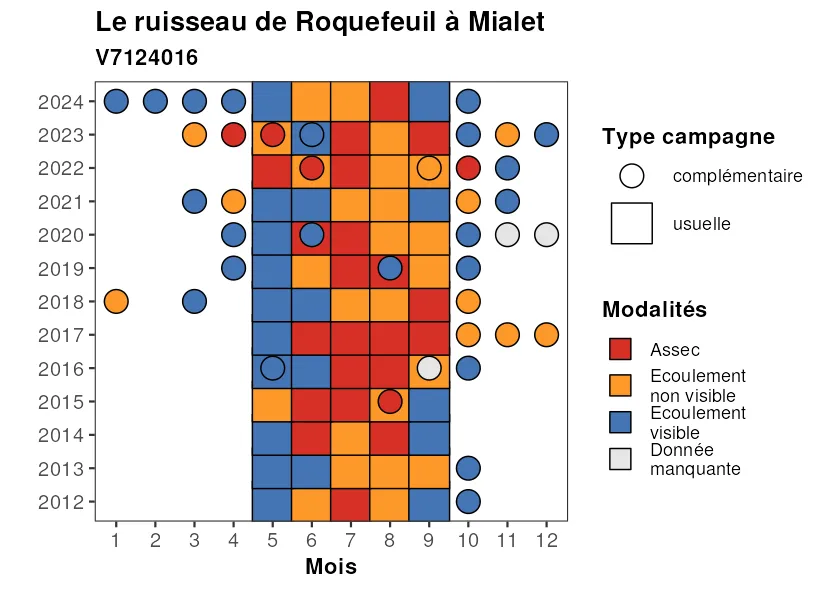 Le ruisseau de Roquefeuil à Mialet
V7124016
2024
2023
2022
2021
2020
2019
2018
2017
2016
2015
2014
2013
2012
1 2 3 4 5 6 7 8 9 10 11 12
Mois
Type campagne
complémentaire
usuelle
Modalités
Assec
Ecoulement
non visible
Ecoulement
visible
Donnée
manquante